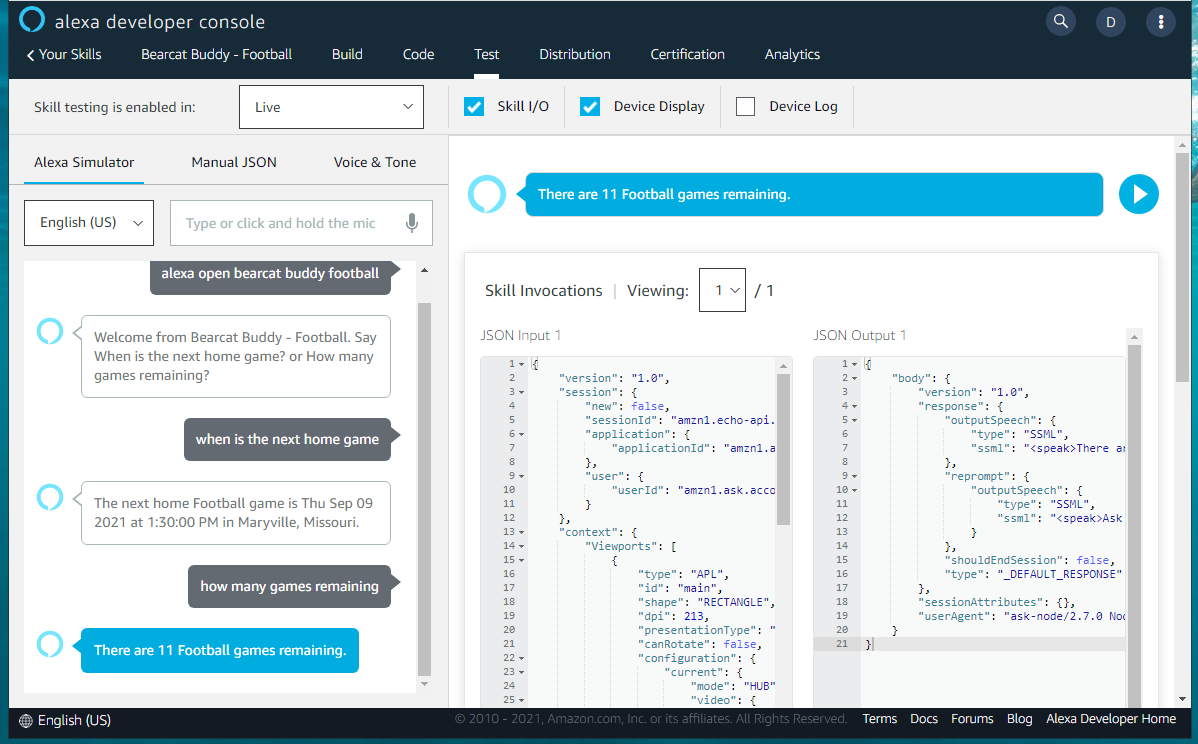 alexa developer console
D
Your Skills
Bearcat Buddy - Football
Build
Code
Test
Distribution
Certification
Analytics
Skill testing is enabled in:
Live
Skill I/O
Device Display
Device Log
Alexa Simulator
Manual JSON
Voice & Tone
English (US)
Type or click and hold the mic
alexa open bearcat buddy football
Welcome from Bearcat Buddy - Football. Say
When is the next home game? or How many
games remaining?
when is the next home game
The next home Football game is Thu Sep 09
2021 at 1:30:00 PM in Maryville, Missouri.
how many games remaining
There are 11 Football games remaining.
There are 11 Football games remaining.
Skill Invocations | Viewing: 1 / 1
JSON Input 1
1 {
2 "version": "1.0",
3 "session": {
4 "new": false,
5 "sessionId": "amzn1.echo-api.
6 "application": {
7 "applicationId": "amzn1.a
8 },
9 "user": {
10 "userId": "amzn1.ask.acco
11 }
12 },
13 "context": {
14 "Viewports": [
15 {
16 "type": "APL",
17 "id": "main",
18 "shape": "RECTANGLE",
19 "dpi": 213,
20 "presentationType": "
21 "canRotate": false,
22 "configuration": {
23 "current": {
24 "mode": "HUB"
25 "video": {
JSON Output 1
1 {
2 "body": {
3 "version": "1.0",
4 "response": {
5 "outputSpeech": {
6 "type": "SSML",
7 "ssml": "<speak>There ar
8 },
9 "reprompt": {
10 "outputSpeech": {
11 "type": "SSML",
12 "ssml": "<speak>Ask
13 }
14 },
15 "shouldEndSession": false,
16 "type": "_DEFAULT_RESPONSE"
17 },
18 "sessionAttributes": {},
19 "userAgent": "ask-node/2.7.0 Nod
20 }
21 }
English (US)
© 2010 - 2021, Amazon.com, Inc. or its affiliates. All Rights Reserved.
Terms
Docs
Forums
Blog
Alexa Developer Home